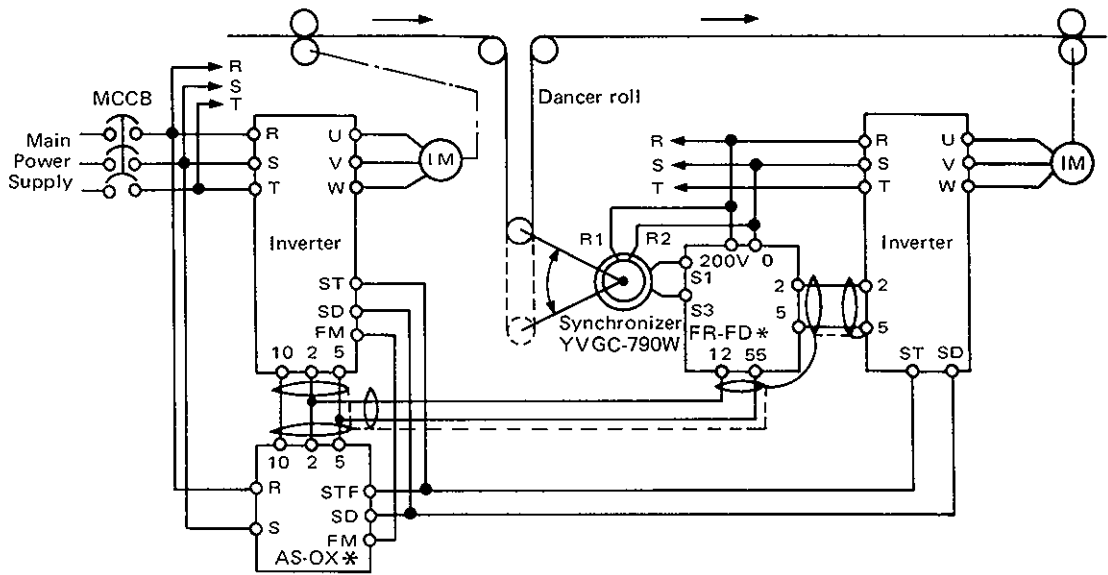 R
S
T
MCCB
Main
Power
Supply
R
S
T
U
V
W
IM
Inverter
ST
SD
FM
10 2 5
10 2 5
R
S
STF
SD
FM
AS-OX*
Dancer roll
R
S
T
R1 R2
200V 0
S1
S3
Synchronizer
YVGC-790W
FR-FD*
2
5
12 55
R
S
T
U
V
W
IM
Inverter
2
5
ST SD